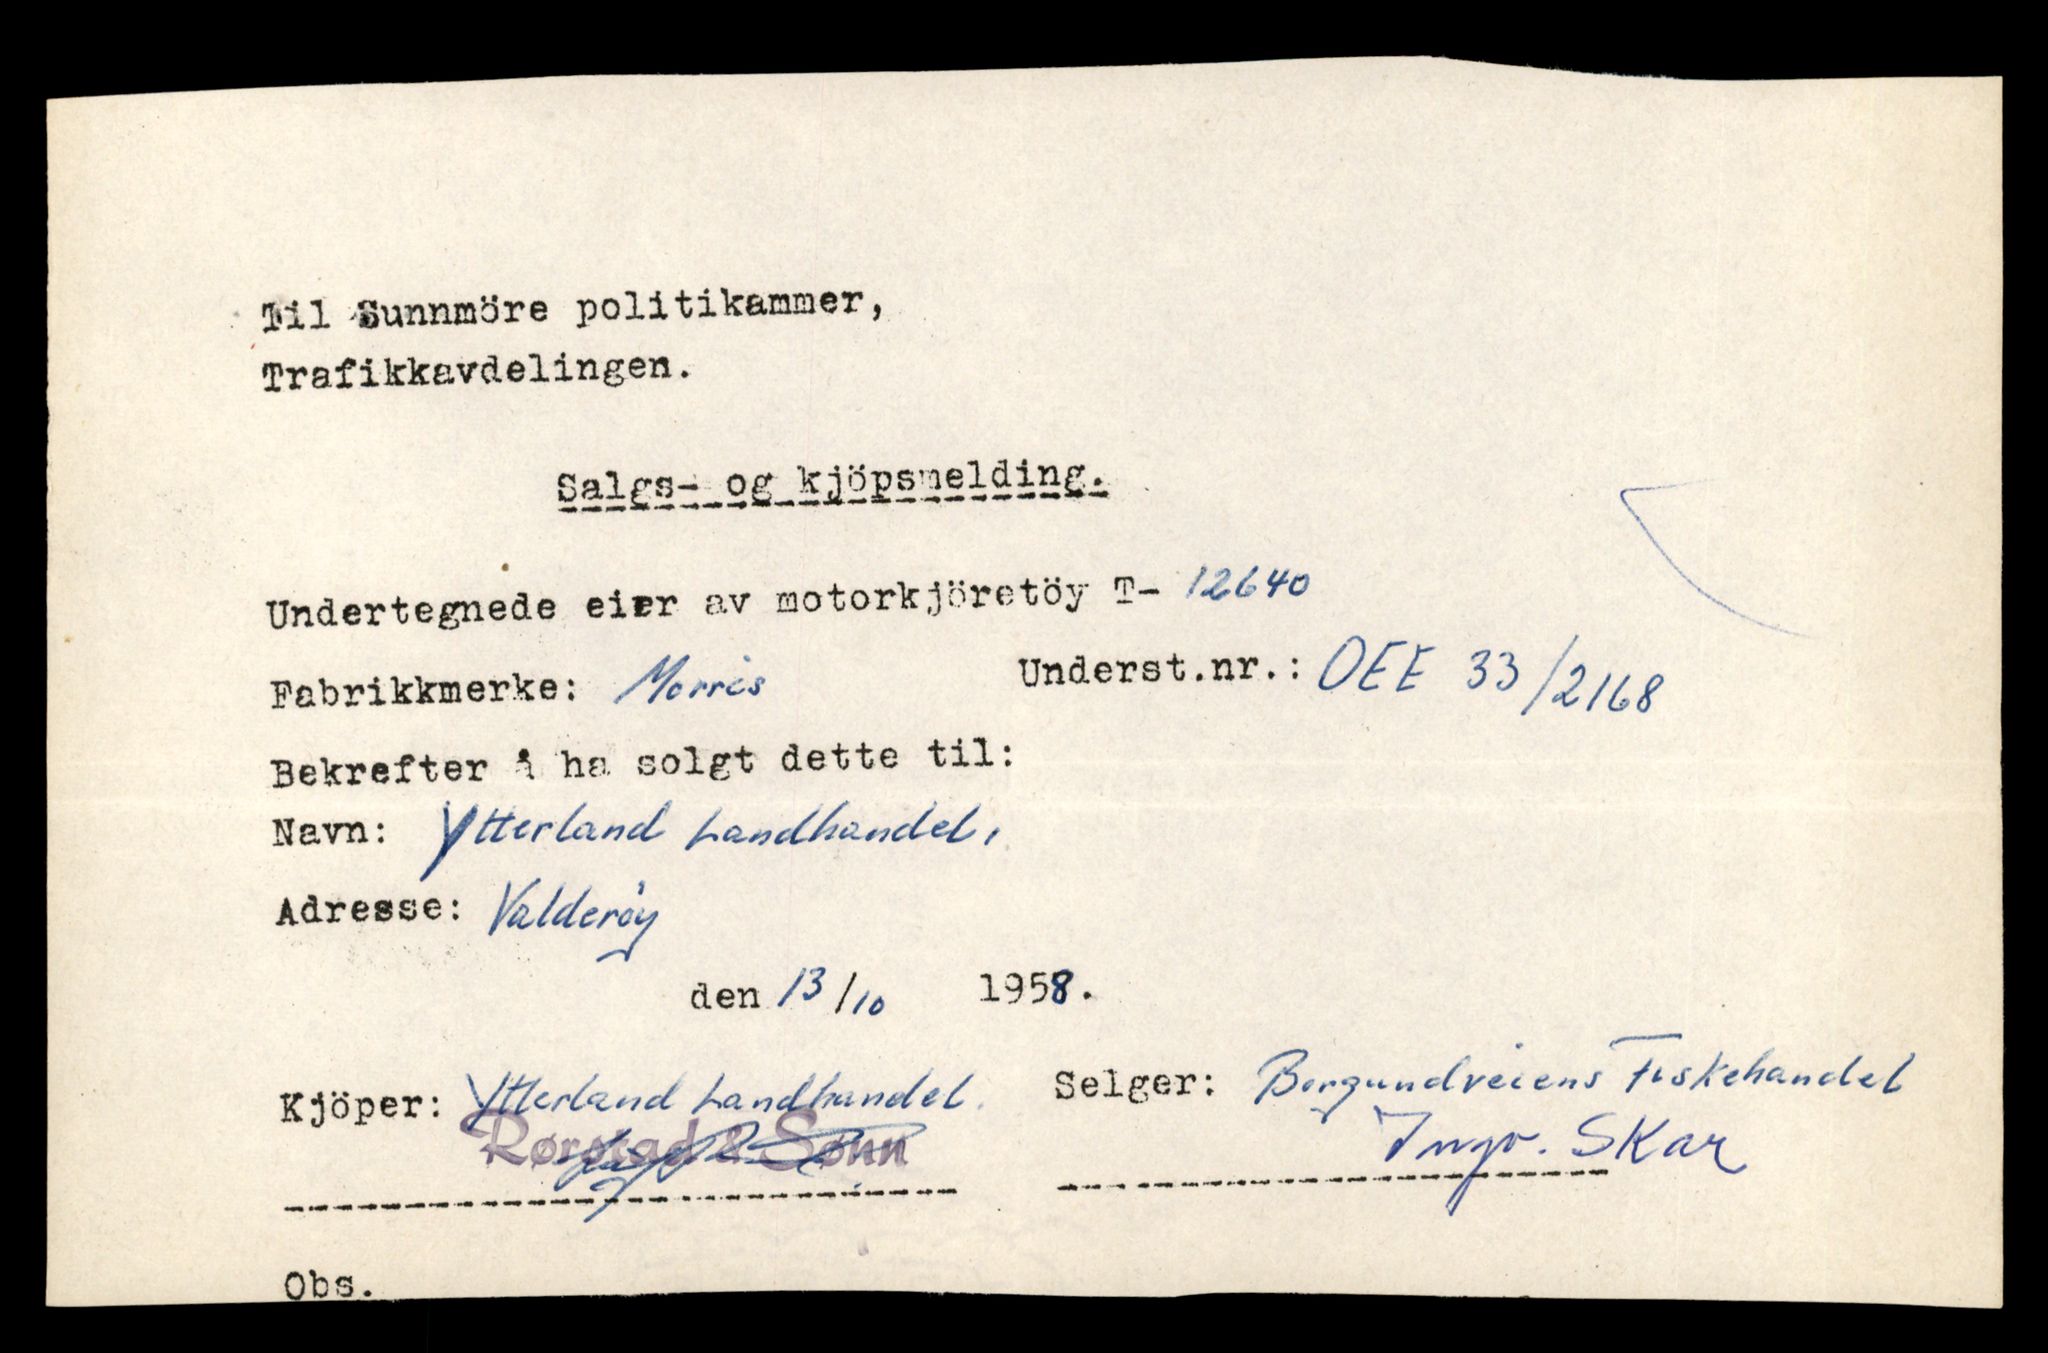 Til Sunnmöre politikammer,
Trafikkavdelingen.
Salgs- og kjöpsmelding.
Undertegnede eier av motorkjöretöy T- 12640
Fabrikkmerke: Morris Underst.nr.: OEE 33/2168
Bekrefter å ha solgt dette til:
Navn: Ytterland Landhandel,
Adresse: Valderöy
den 13/10 1958.
Kjöper: Ytterland Landhandel. Selger: Borgundveiens Fiskehandel
Rørstad & Sønn Ingv. Skar
Obs.